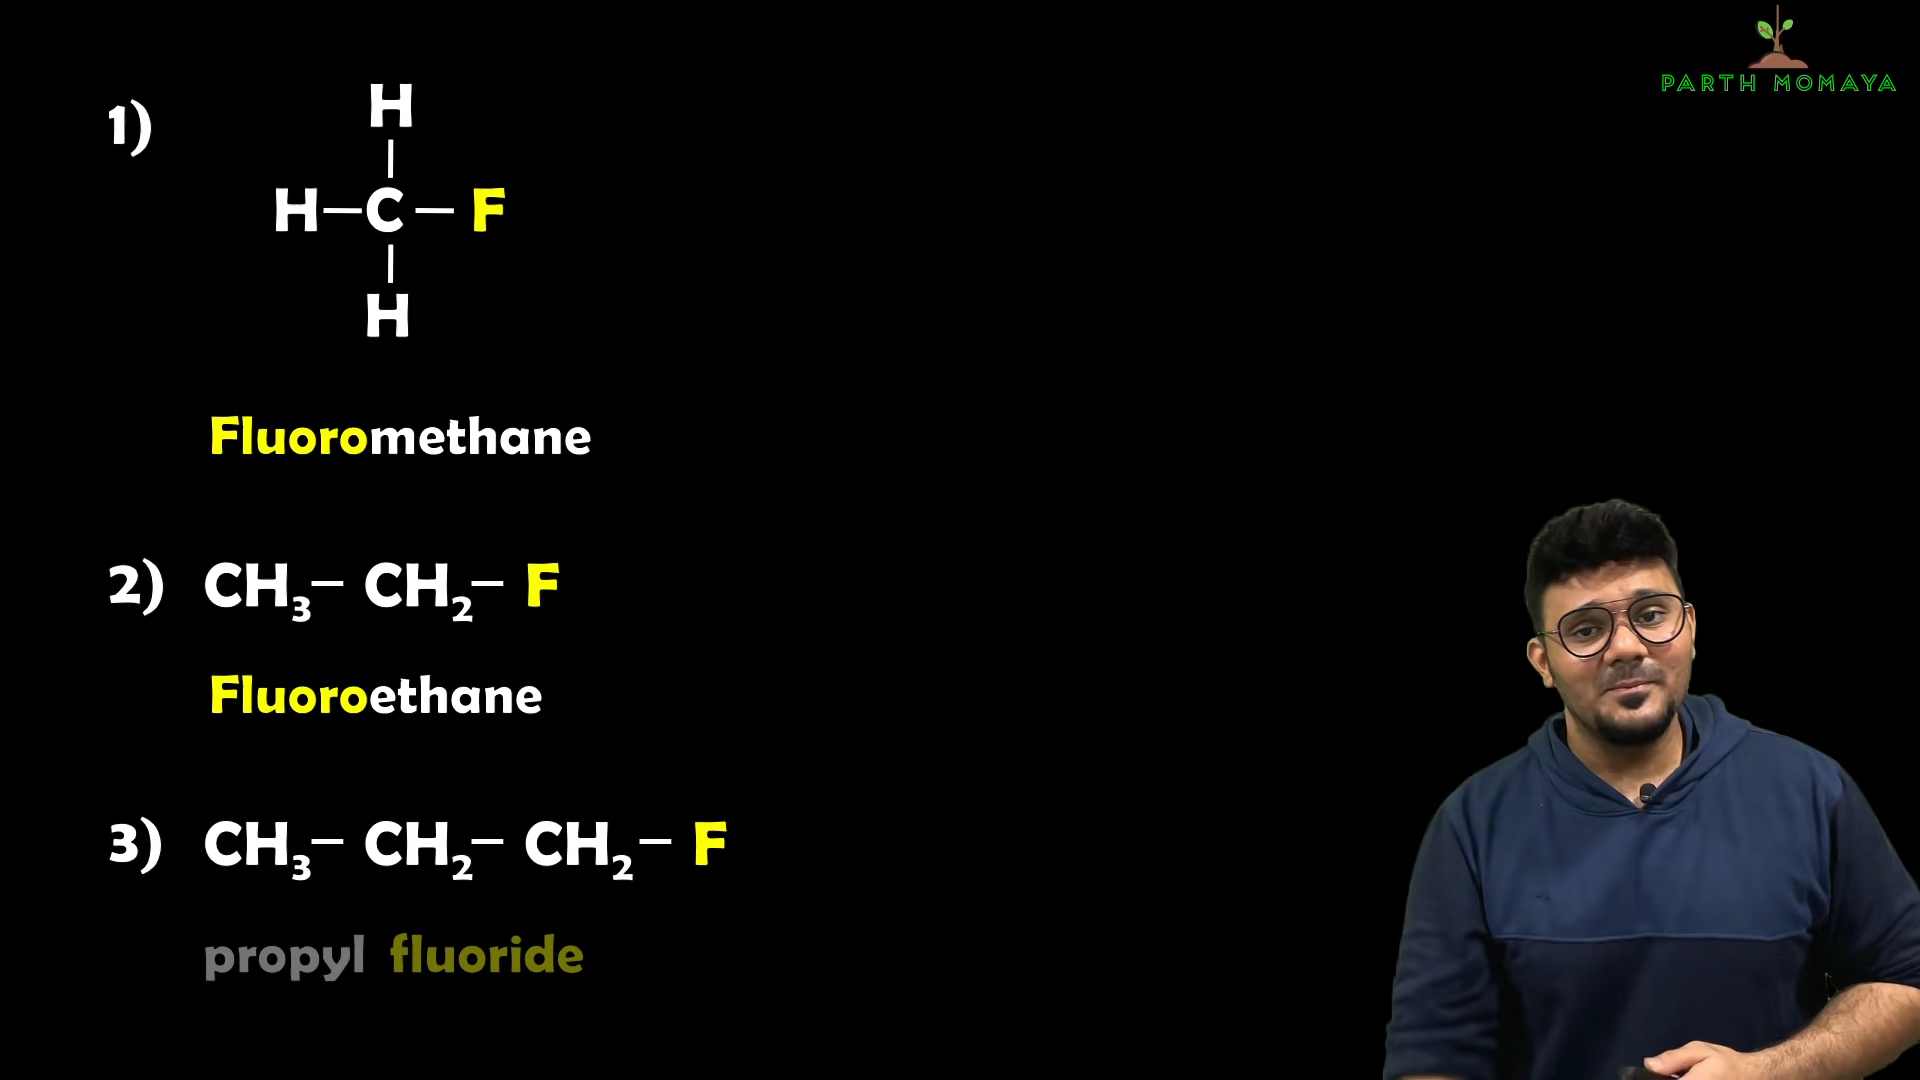 PARTH MOMAYA
1)
H
H–C–F
H
Fluoromethane
2) CH₃– CH₂– F
Fluoroethane
3) CH₃– CH₂– CH₂– F
propyl fluoride